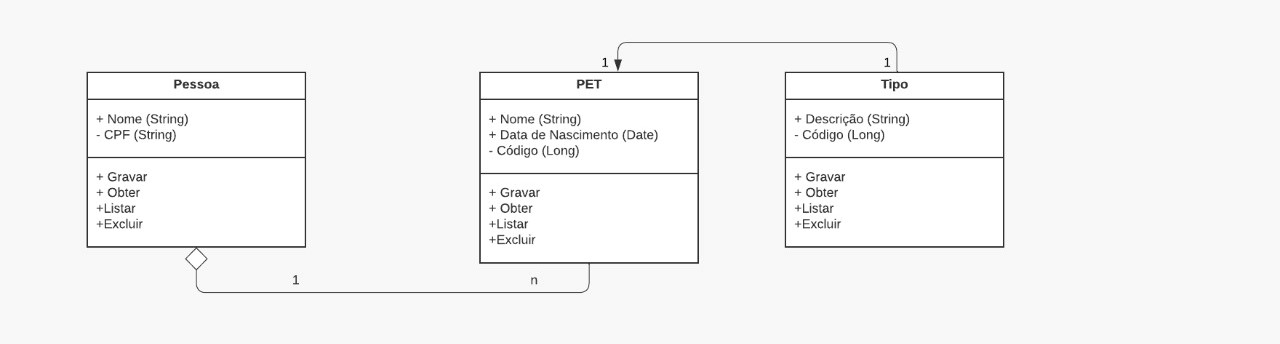 Pessoa
+ Nome (String)
- CPF (String)
+ Gravar
+ Obter
+Listar
+Excluir
1
n
1
PET
+ Nome (String)
+ Data de Nascimento (Date)
- Código (Long)
+ Gravar
+ Obter
+Listar
+Excluir
1
Tipo
+ Descrição (String)
- Código (Long)
+ Gravar
+ Obter
+Listar
+Excluir